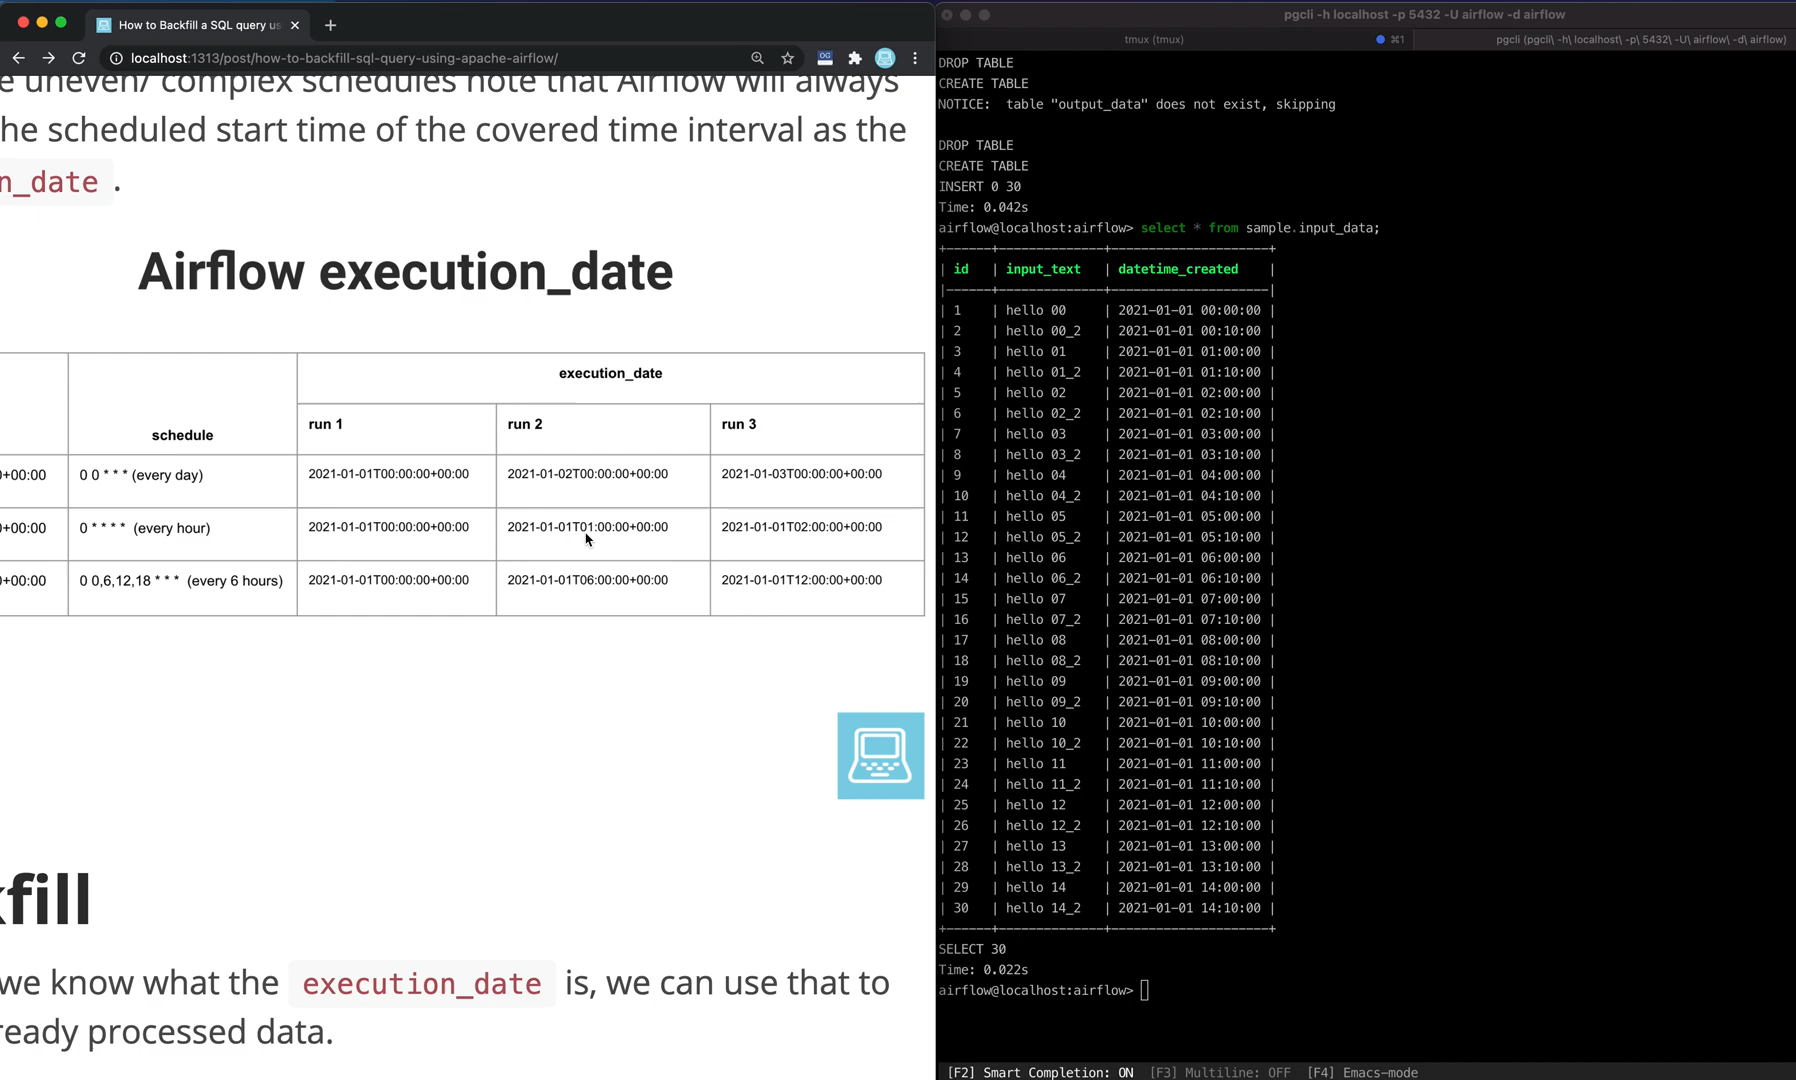 How to Backfill a SQL query us
localhost:1313/post/how-to-backfill-sql-query-using-apache-airflow/
OG
e uneven/ complex schedules note that Airflow will always
he scheduled start time of the covered time interval as the
n_date .
Airflow execution_date
execution_date
schedule
run 1
run 2
run 3
0+00:00
0 0 * * * (every day)
2021-01-01T00:00:00+00:00
2021-01-02T00:00:00+00:00
2021-01-03T00:00:00+00:00
0+00:00
0 * * * * (every hour)
2021-01-01T00:00:00+00:00
2021-01-01T01:00:00+00:00
2021-01-01T02:00:00+00:00
0+00:00
0 0,6,12,18 * * * (every 6 hours)
2021-01-01T00:00:00+00:00
2021-01-01T06:00:00+00:00
2021-01-01T12:00:00+00:00
kfill
we know what the execution_date is, we can use that to
ready processed data.
pgcli -h localhost -p 5432 -U airflow -d airflow
tmux (tmux)
⌘1
pgcli (pgcli\ -h\ localhost\ -p\ 5432\ -U\ airflow\ -d\ airflow)
DROP TABLE
CREATE TABLE
NOTICE:  table "output_data" does not exist, skipping
DROP TABLE
CREATE TABLE
INSERT 0 30
Time: 0.042s
airflow@localhost:airflow> select * from sample.input_data;
+------+--------------+---------------------+
| id | input_text | datetime_created |
|------+--------------+---------------------|
| 1 | hello 00 | 2021-01-01 00:00:00 |
| 2 | hello 00_2 | 2021-01-01 00:10:00 |
| 3 | hello 01 | 2021-01-01 01:00:00 |
| 4 | hello 01_2 | 2021-01-01 01:10:00 |
| 5 | hello 02 | 2021-01-01 02:00:00 |
| 6 | hello 02_2 | 2021-01-01 02:10:00 |
| 7 | hello 03 | 2021-01-01 03:00:00 |
| 8 | hello 03_2 | 2021-01-01 03:10:00 |
| 9 | hello 04 | 2021-01-01 04:00:00 |
| 10 | hello 04_2 | 2021-01-01 04:10:00 |
| 11 | hello 05 | 2021-01-01 05:00:00 |
| 12 | hello 05_2 | 2021-01-01 05:10:00 |
| 13 | hello 06 | 2021-01-01 06:00:00 |
| 14 | hello 06_2 | 2021-01-01 06:10:00 |
| 15 | hello 07 | 2021-01-01 07:00:00 |
| 16 | hello 07_2 | 2021-01-01 07:10:00 |
| 17 | hello 08 | 2021-01-01 08:00:00 |
| 18 | hello 08_2 | 2021-01-01 08:10:00 |
| 19 | hello 09 | 2021-01-01 09:00:00 |
| 20 | hello 09_2 | 2021-01-01 09:10:00 |
| 21 | hello 10 | 2021-01-01 10:00:00 |
| 22 | hello 10_2 | 2021-01-01 10:10:00 |
| 23 | hello 11 | 2021-01-01 11:00:00 |
| 24 | hello 11_2 | 2021-01-01 11:10:00 |
| 25 | hello 12 | 2021-01-01 12:00:00 |
| 26 | hello 12_2 | 2021-01-01 12:10:00 |
| 27 | hello 13 | 2021-01-01 13:00:00 |
| 28 | hello 13_2 | 2021-01-01 13:10:00 |
| 29 | hello 14 | 2021-01-01 14:00:00 |
| 30 | hello 14_2 | 2021-01-01 14:10:00 |
+------+--------------+---------------------+
SELECT 30
Time: 0.022s
airflow@localhost:airflow>
[F2] Smart Completion: ON [F3] Multiline: OFF [F4] Emacs-mode